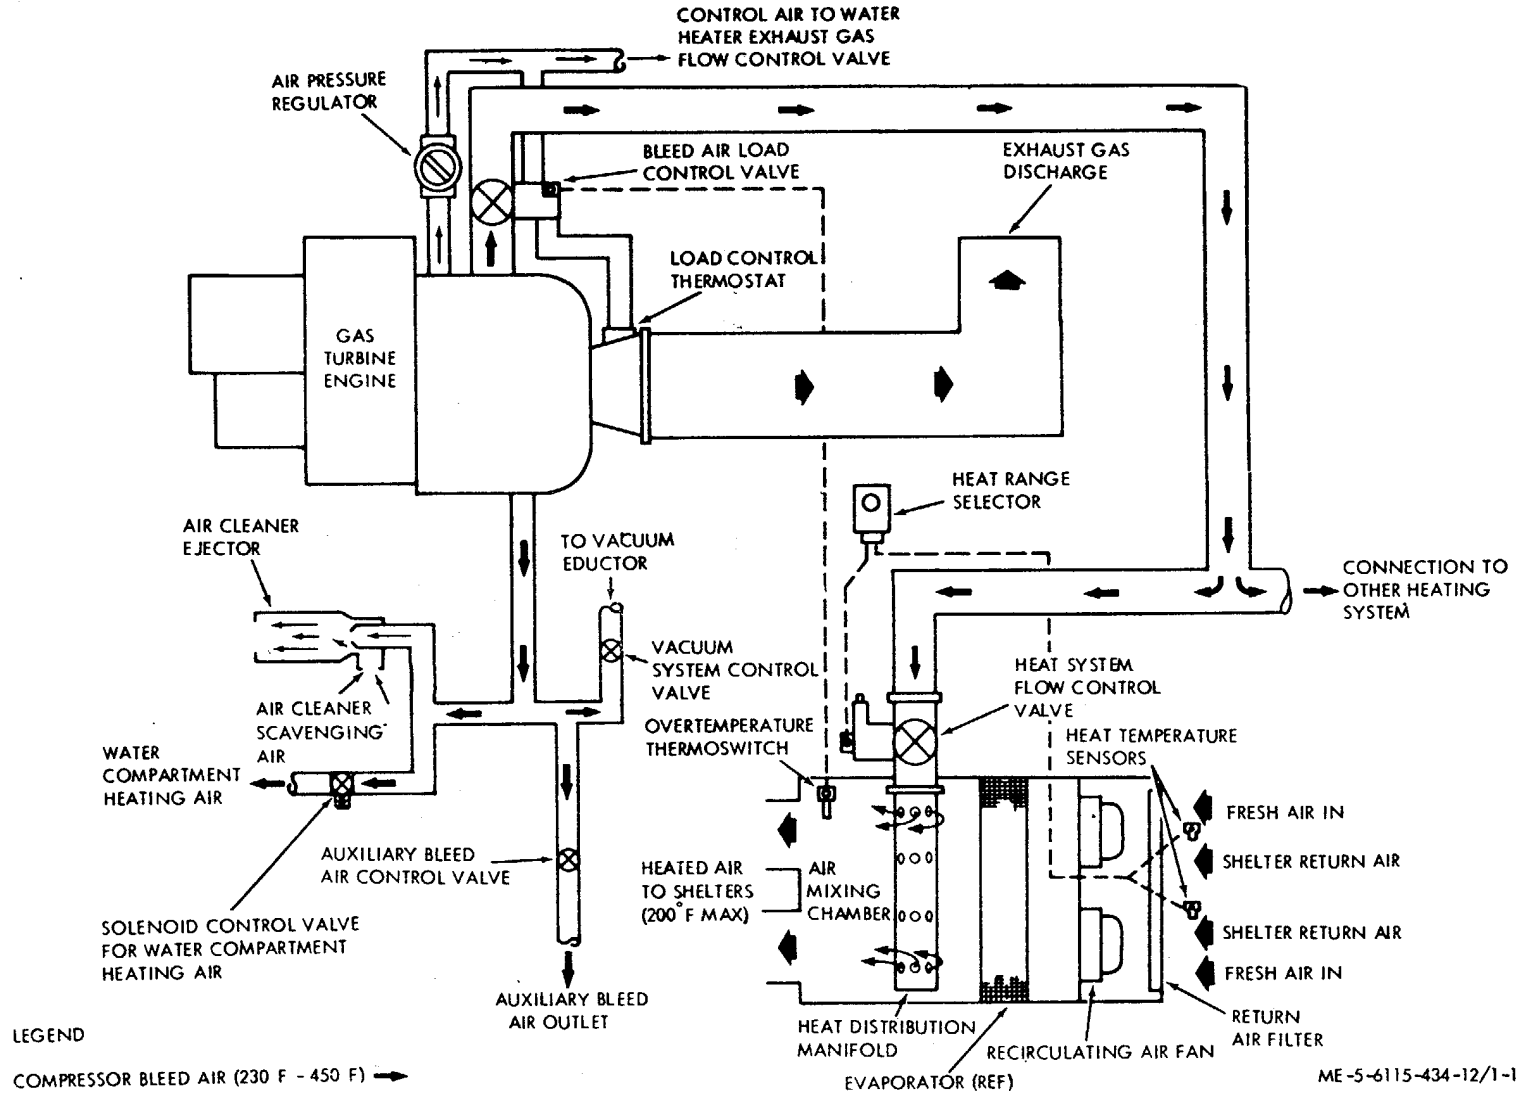 CONTROL AIR TO WATER
HEATER EXHAUST GAS
FLOW CONTROL VALVE
AIR PRESSURE
REGULATOR
BLEED AIR LOAD
CONTROL VALVE
EXHAUST GAS
DISCHARGE
LOAD CONTROL
THERMOSTAT
GAS
TURBINE
ENGINE
HEAT RANGE
SELECTOR
AIR CLEANER
EJECTOR
TO VACUUM
EDUCTOR
CONNECTION TO
OTHER HEATING
SYSTEM
VACUUM
SYSTEM CONTROL
VALVE
HEAT SYSTEM
FLOW CONTROL
VALVE
AIR CLEANER
SCAVENGING
AIR
OVERTEMPERATURE
THERMOSWITCH
HEAT TEMPERATURE
SENSORS
WATER
COMPARTMENT
HEATING AIR
FRESH AIR IN
AUXILIARY BLEED
AIR CONTROL VALVE
HEATED AIR
TO SHELTERS
(200°F MAX)
AIR
MIXING
CHAMBER
SHELTER RETURN AIR
SOLENOID CONTROL VALVE
FOR WATER COMPARTMENT
HEATING AIR
SHELTER RETURN AIR
FRESH AIR IN
AUXILIARY BLEED
AIR OUTLET
HEAT DISTRIBUTION
MANIFOLD
RECIRCULATING AIR FAN
RETURN
AIR FILTER
EVAPORATOR (REF)
LEGEND
COMPRESSOR BLEED AIR (230 F - 450 F)
ME-5-6115-434-12/1-1